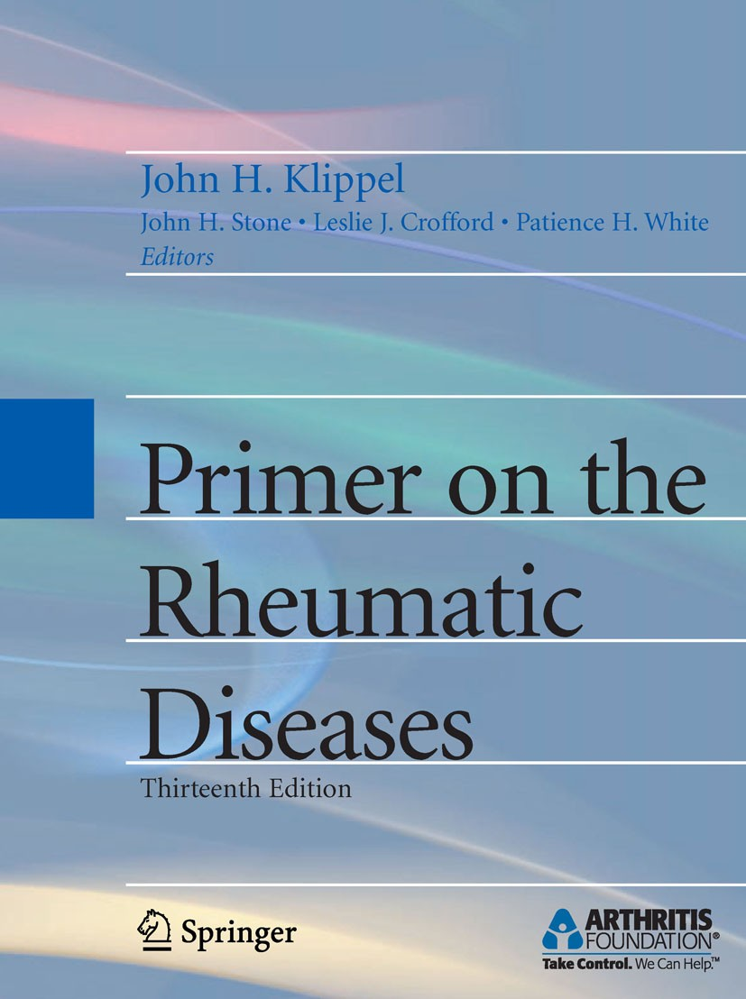 John H. Klippel
John H. Stone • Leslie J. Crofford • Patience H. White
Editors
Primer on the
Rheumatic
Diseases
Thirteenth Edition
Springer
ARTHRITIS
FOUNDATION®
Take Control. We Can Help.™